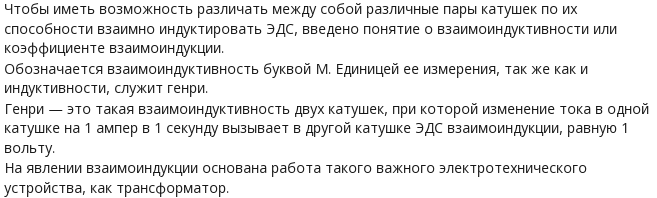 Чтобы иметь возможность различать между собой различные пары катушек по их
способности взаимно индуктировать ЭДС, введено понятие о взаимоиндуктивности или
коэффициенте взаимоиндукции.
Обозначается взаимоиндуктивность буквой М. Единицей ее измерения, так же как и
индуктивности, служит генри.
Генри — это такая взаимоиндуктивность двух катушек, при которой изменение тока в одной
катушке на 1 ампер в 1 секунду вызывает в другой катушке ЭДС взаимоиндукции, равную 1
вольту.
На явлении взаимоиндукции основана работа такого важного электротехнического
устройства, как трансформатор.